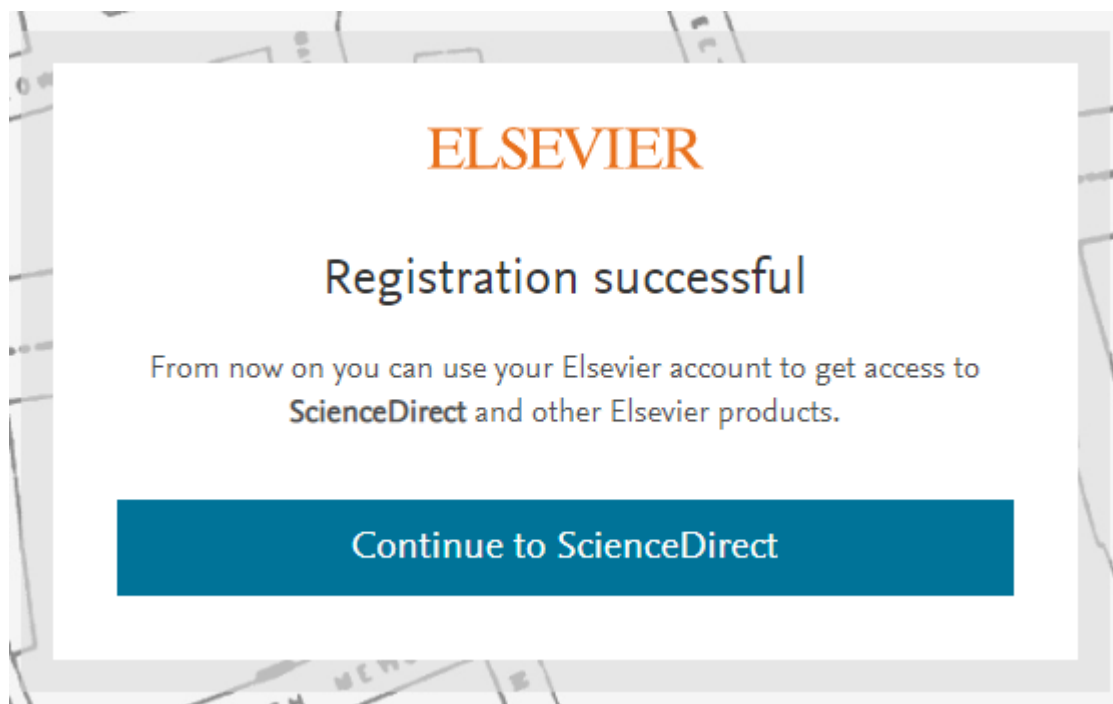 ELSEVIER
Registration successful
From now on you can use your Elsevier account to get access to
ScienceDirect and other Elsevier products.
Continue to ScienceDirect